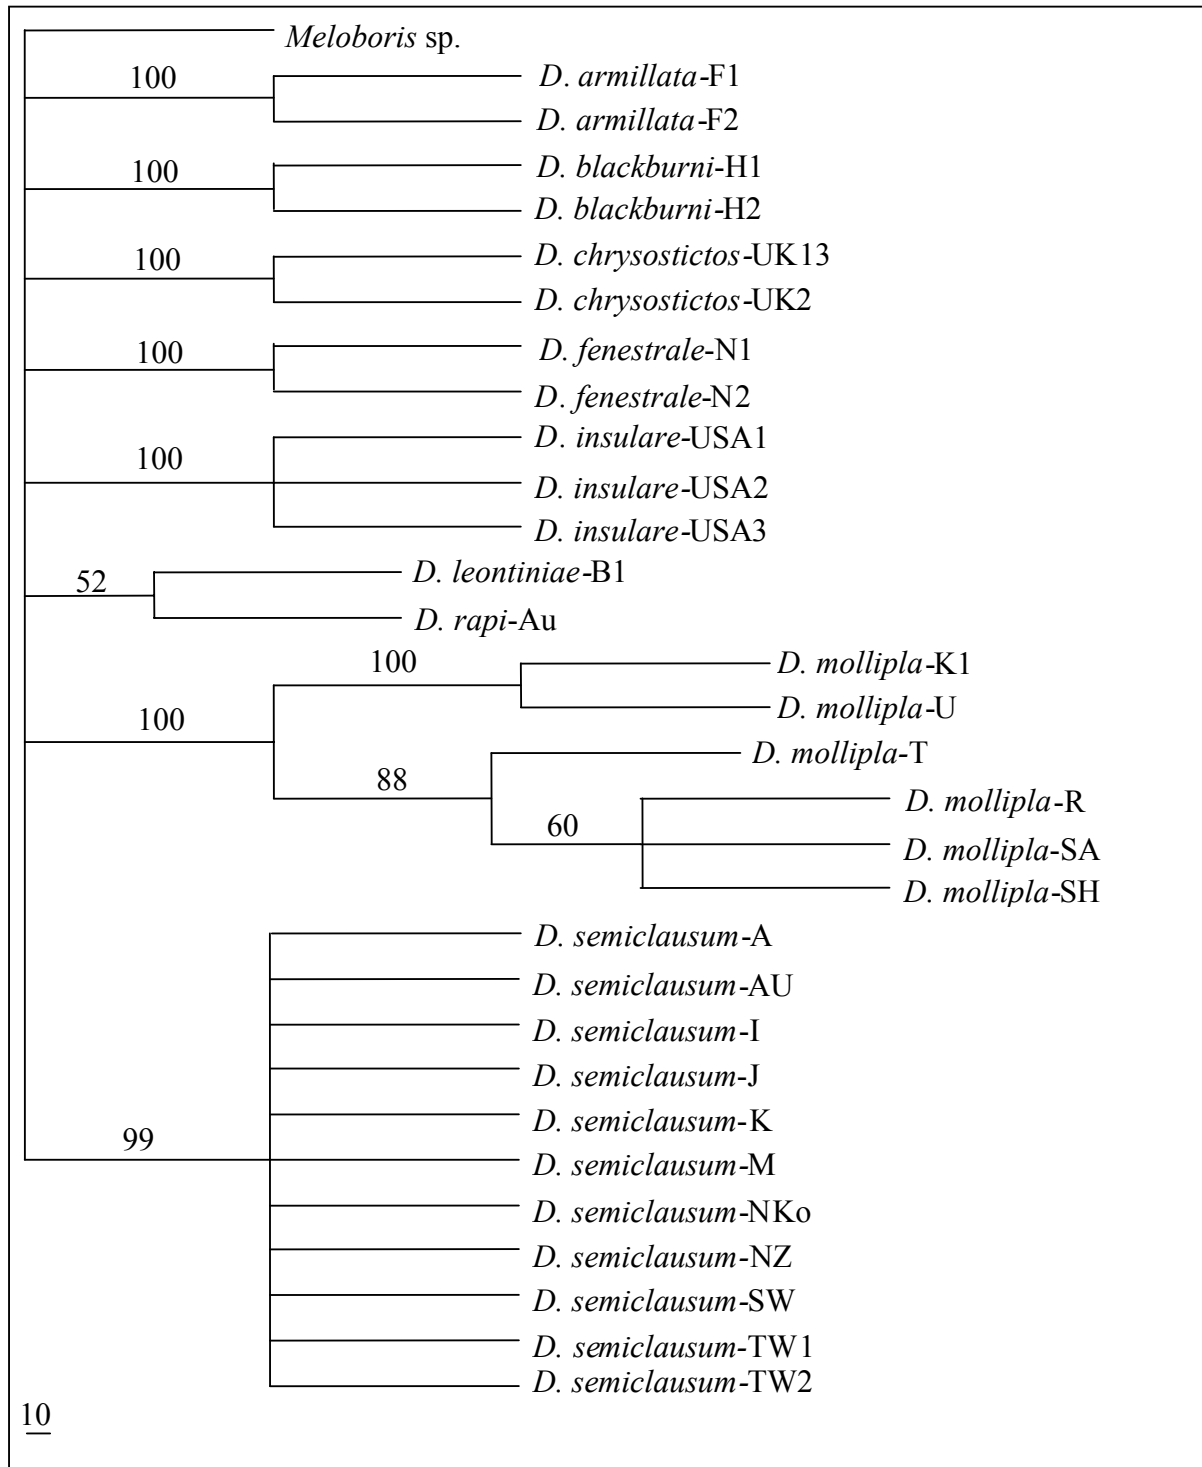 Meloboris sp.
100
D. armillata-F1
D. armillata-F2
100
D. blackburni-H1
D. blackburni-H2
100
D. chrysostictos-UK13
D. chrysostictos-UK2
100
D. fenestrale-N1
D. fenestrale-N2
100
D. insulare-USA1
D. insulare-USA2
D. insulare-USA3
52
D. leontiniae-B1
D. rapi-Au
100
100
D. mollipla-K1
D. mollipla-U
88
D. mollipla-T
60
D. mollipla-R
D. mollipla-SA
D. mollipla-SH
99
D. semiclausum-A
D. semiclausum-AU
D. semiclausum-I
D. semiclausum-J
D. semiclausum-K
D. semiclausum-M
D. semiclausum-NKo
D. semiclausum-NZ
D. semiclausum-SW
D. semiclausum-TW1
D. semiclausum-TW2
10